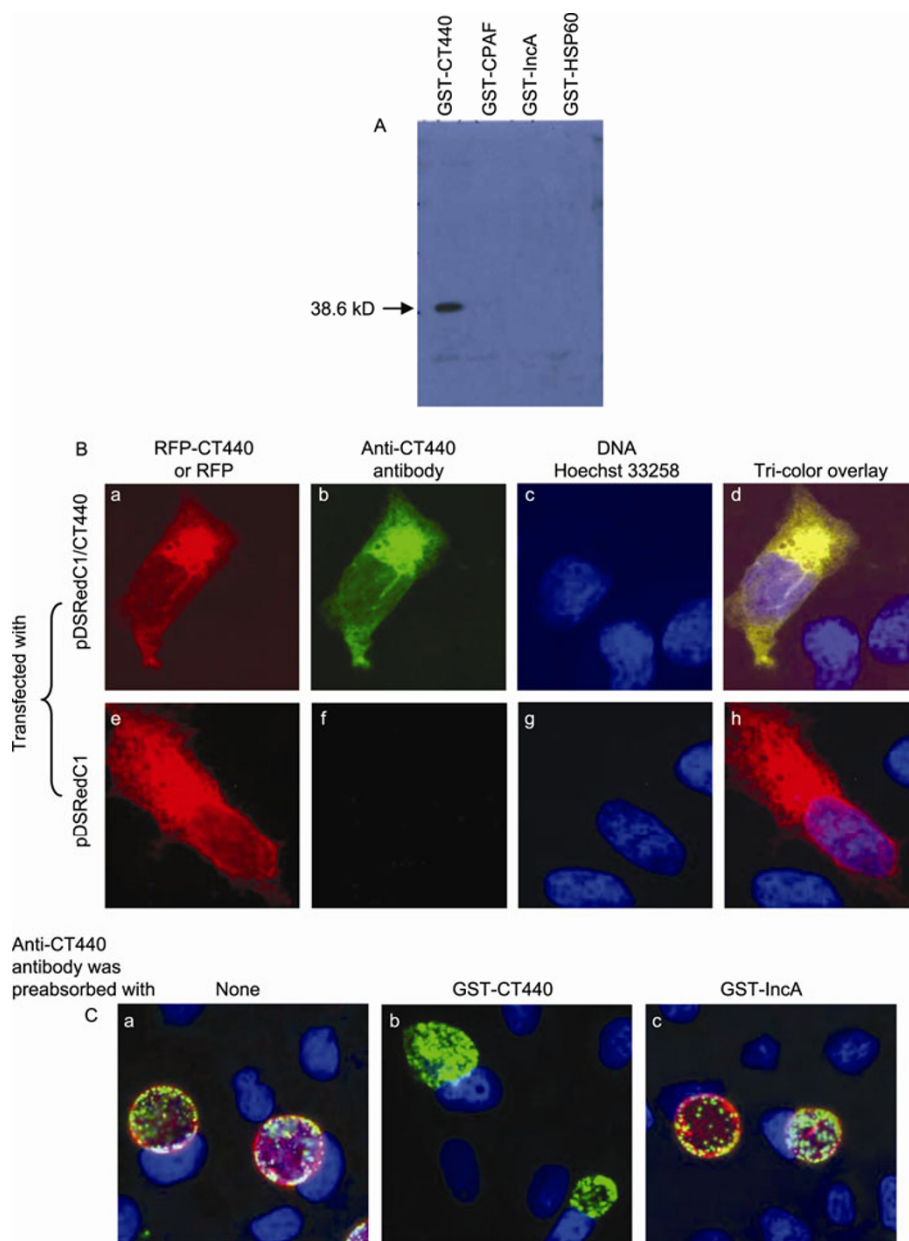 GST-CT440
GST-CPAF
GST-IncA
GST-HSP60
A
38.6 kD
B
RFP-CT440
or RFP
Anti-CT440
antibody
DNA
Hoechst 33258
Tri-color overlay
Transfected with
pDSRedC1/CT440
a
b
c
d
pDSRedC1
e
f
g
h
Anti-CT440
antibody was
preabsorbed with
None
GST-CT440
GST-IncA
C
a
b
c